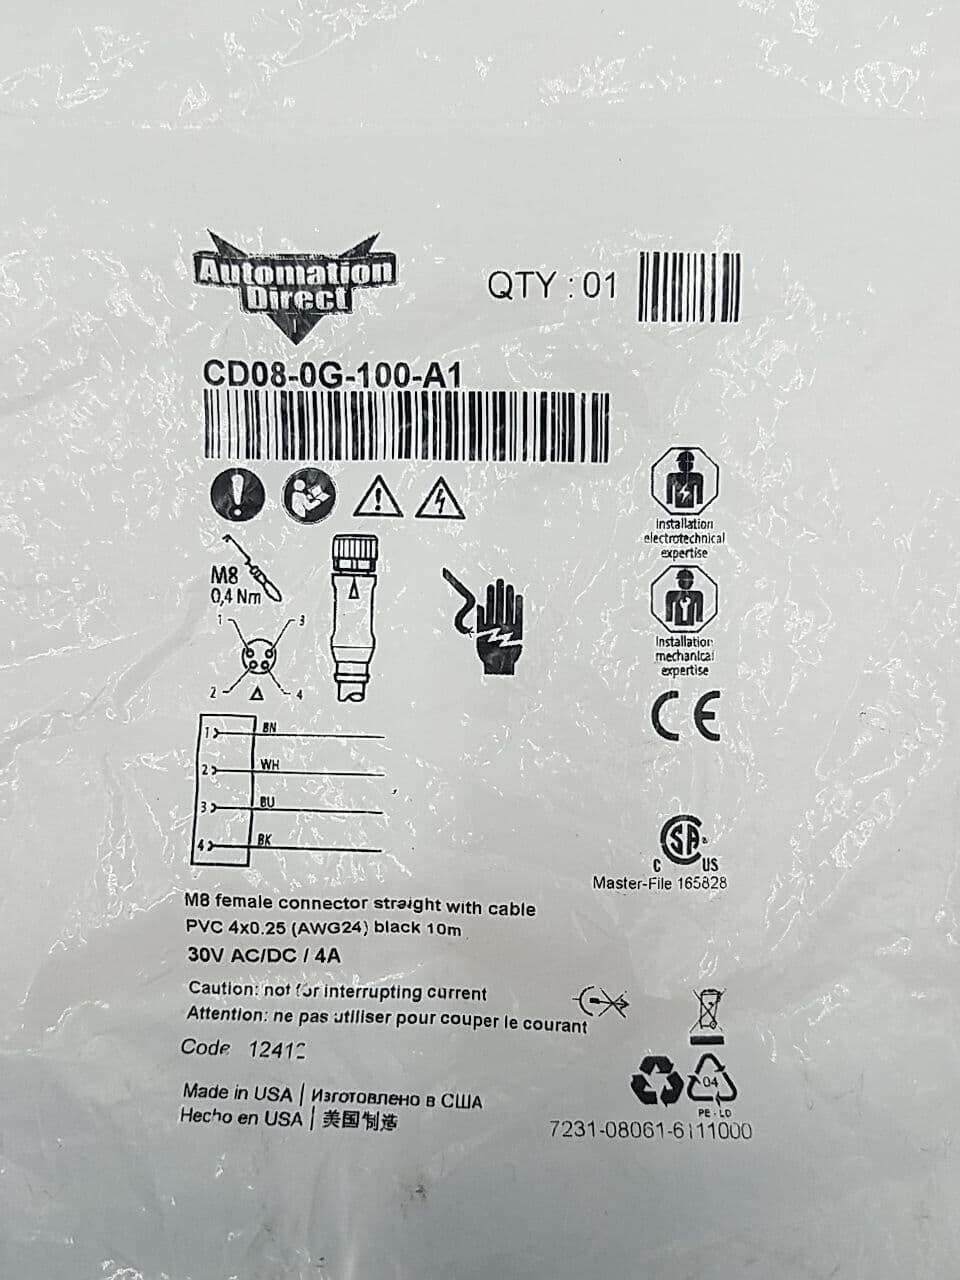 Automation
Direct
QTY : 01
CD08-0G-100-A1
Installation
electrotechnical
expertise
M8
0,4 Nm
1 3
2 4
Installation
mechanical
expertise
CE
1 BN
2 WH
3 BU
4 BK
CSA
C US
Master-File 165828
M8 female connector straight with cable
PVC 4x0.25 (AWG24) black 10m
30V AC/DC / 4A
Caution: not for interrupting current
Attention: ne pas utiliser pour couper le courant
Code
Made in USA | Изготовлено в США
Hecho en USA | 美国制造
04
PE-LD